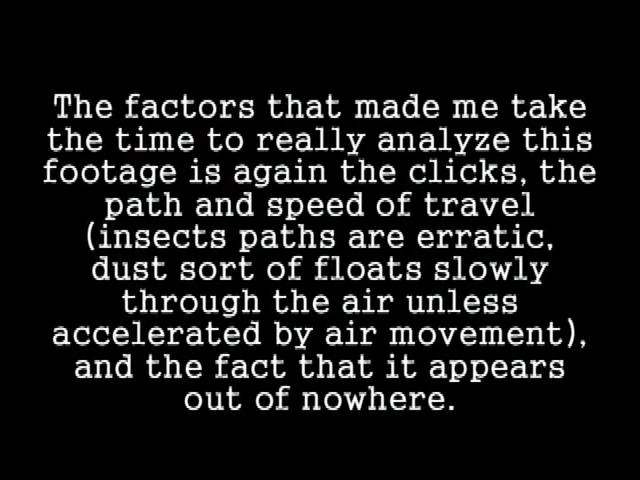 The factors that made me take
the time to really analyze this
footage is again the clicks, the
path and speed of travel
(insects paths are erratic,
dust sort of floats slowly
through the air unless
accelerated by air movement),
and the fact that it appears
out of nowhere.